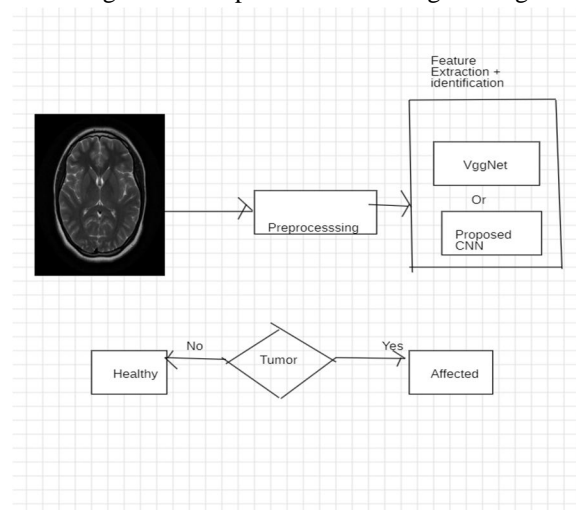 Feature
Extraction +
identification
VggNet
Or
Preprocesssing
Proposed
CNN
No
Yes
Tumor
Healthy
Affected